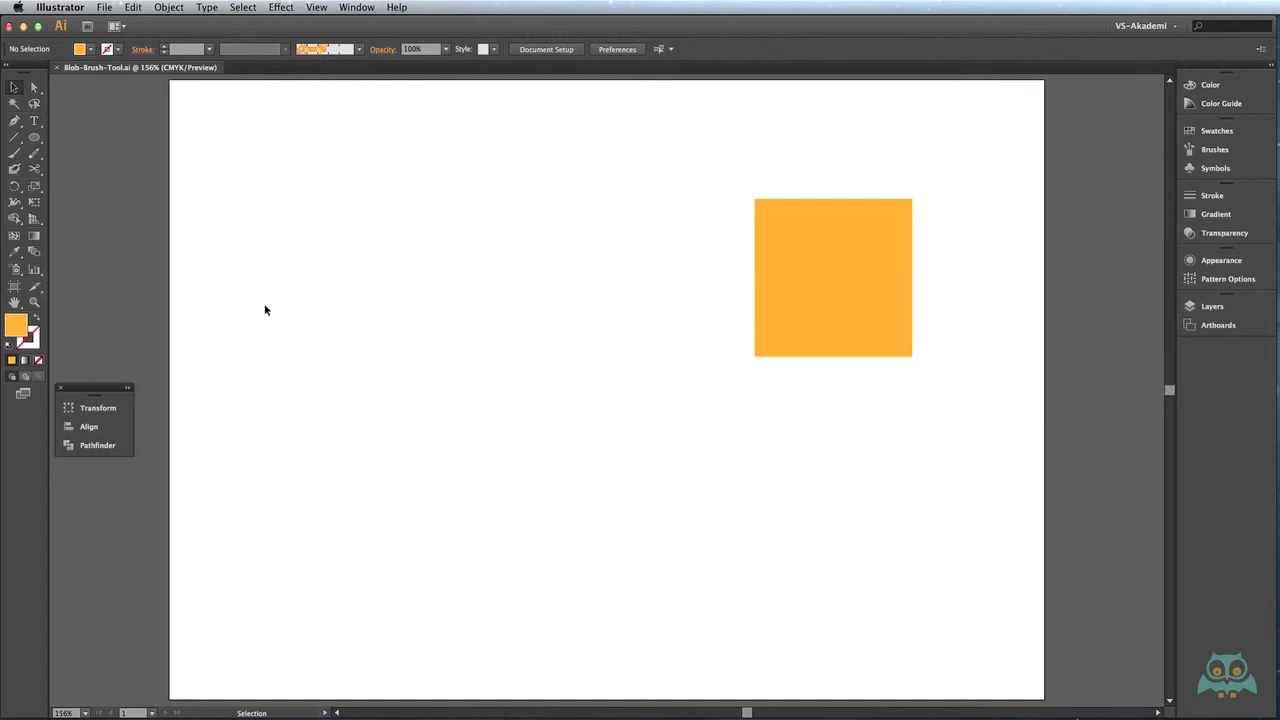 Illustrator File Edit Object Type Select Effect View Window Help
Ai VS-Akademi
No Selection Stroke: Opacity: 100% Style: Document Setup Preferences
Blob-Brush-Tool.ai @ 156% (CMYK/Preview)
Color
Color Guide
Swatches
Brushes
Symbols
Stroke
Gradient
Transparency
Appearance
Pattern Options
Layers
Artboards
Transform
Align
Pathfinder
156% 1 Selection